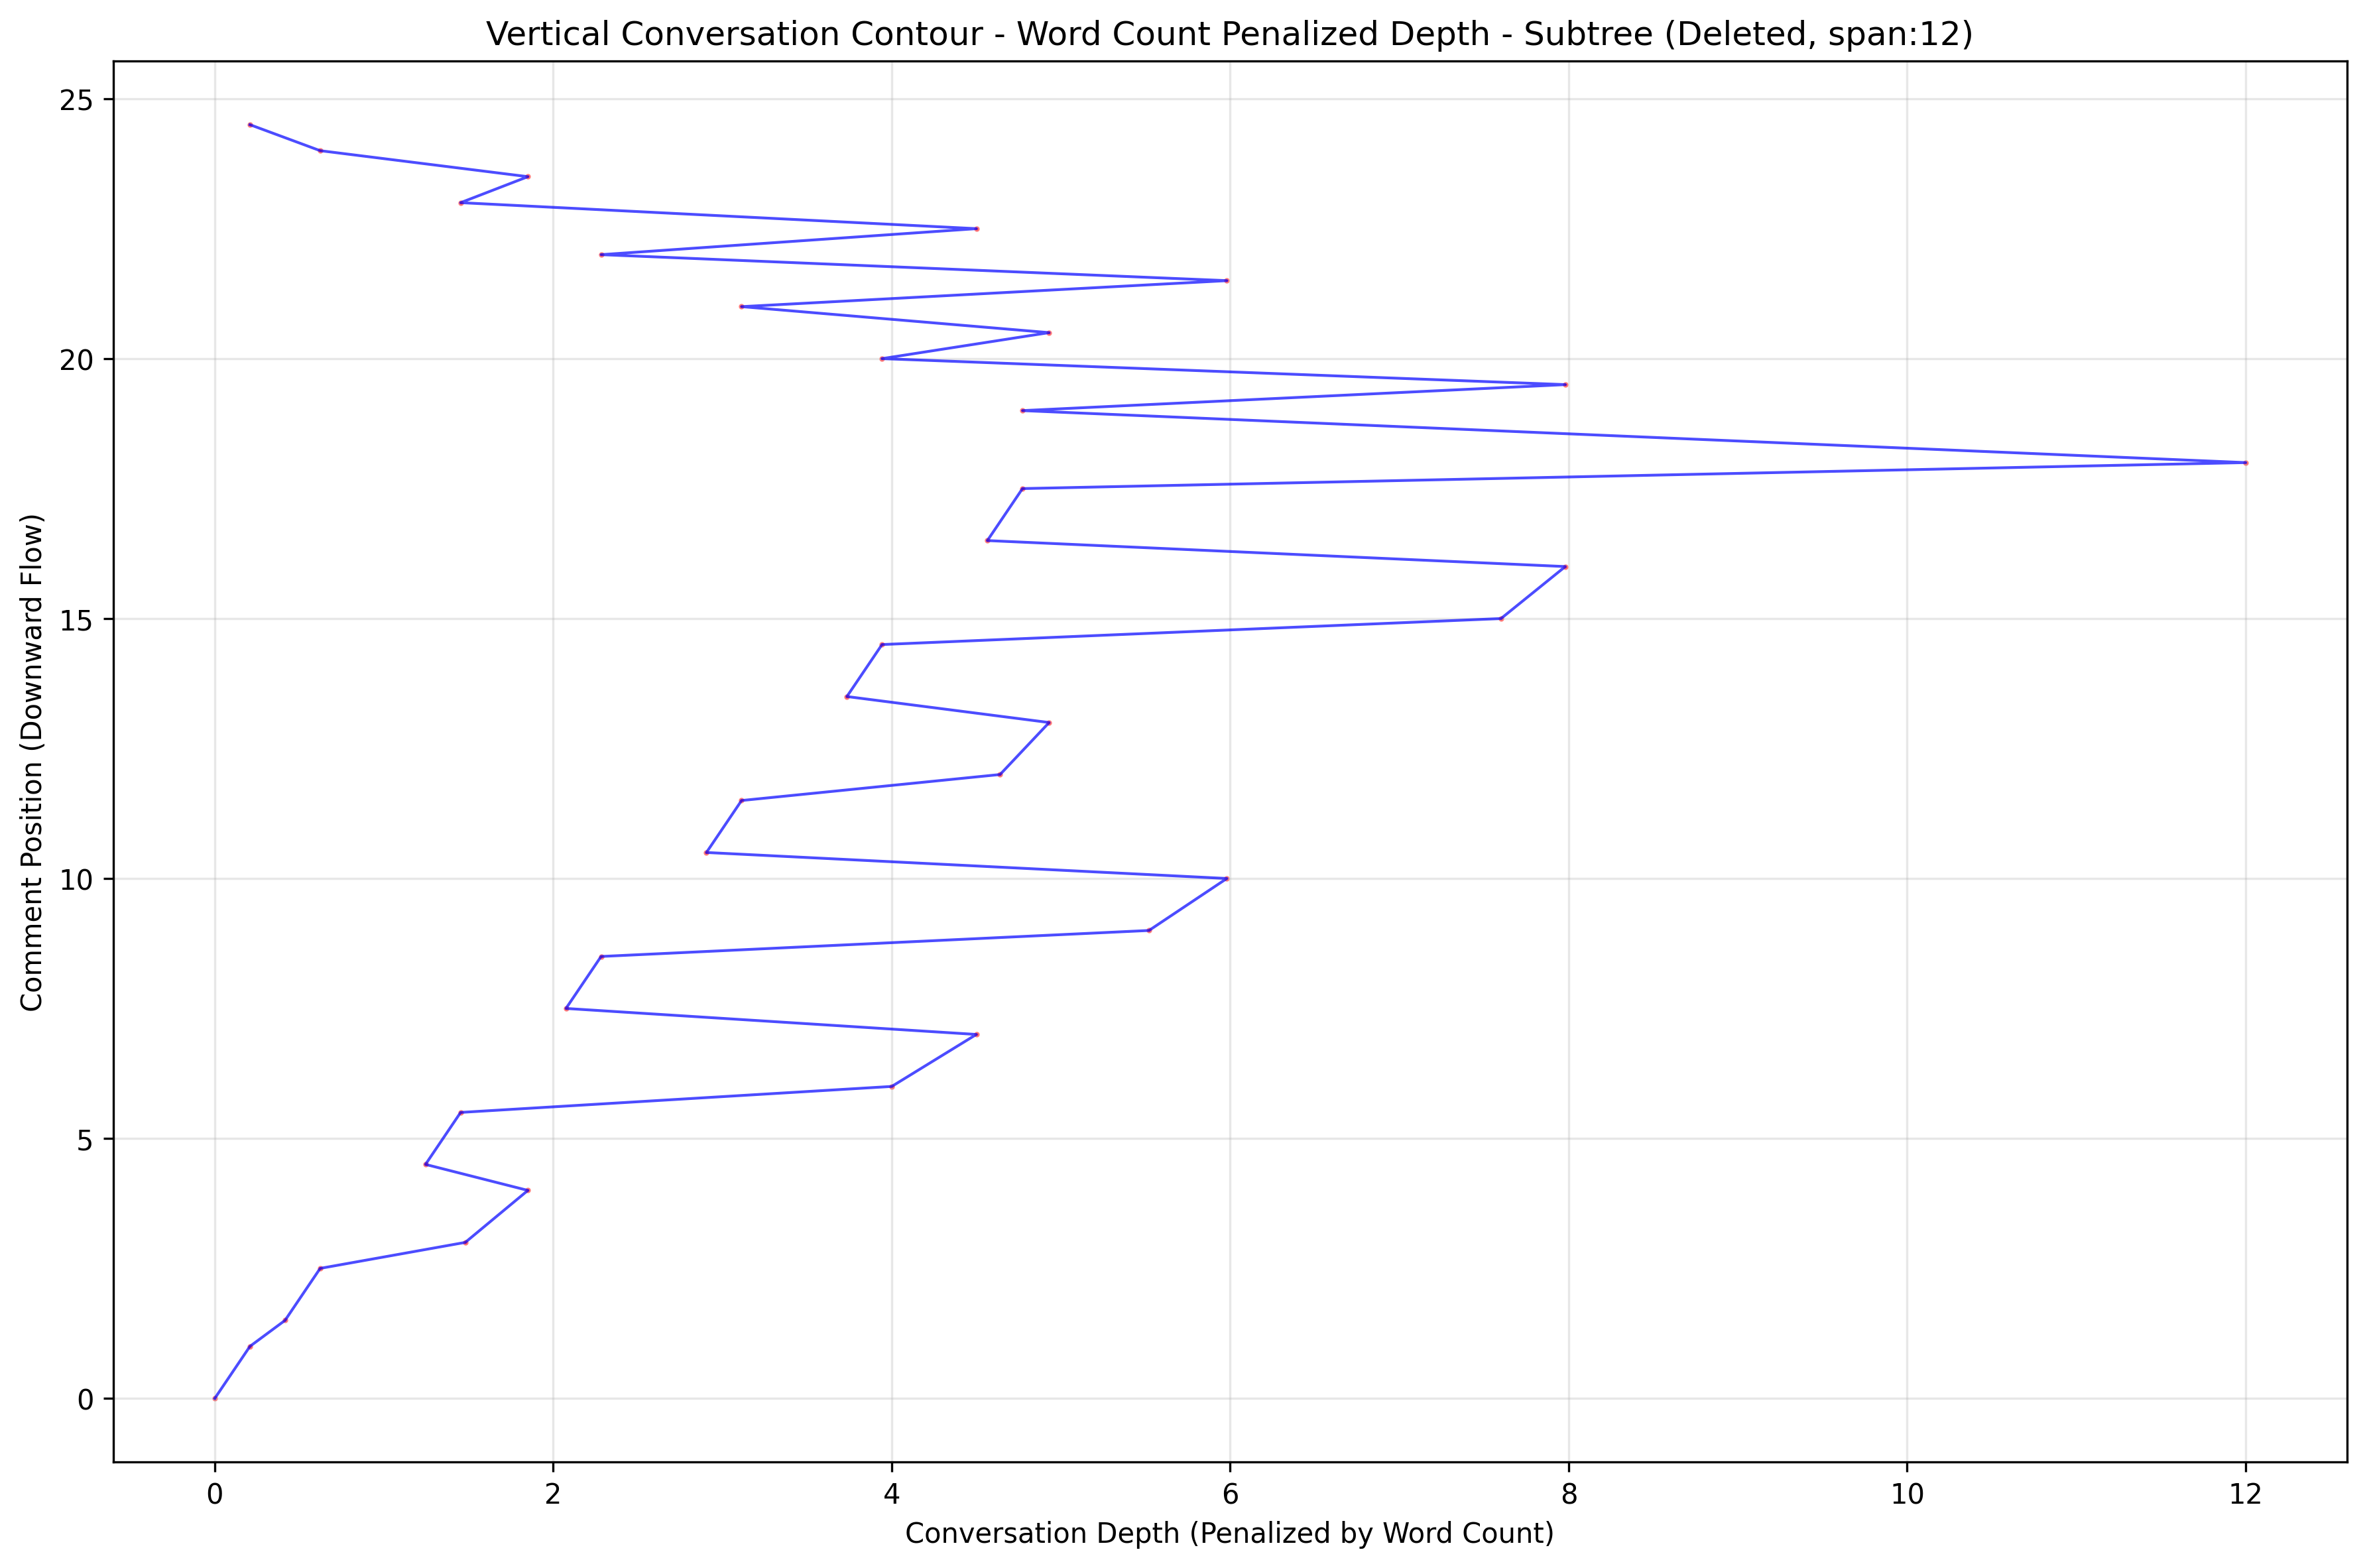 Vertical Conversation Contour - Word Count Penalized Depth - Subtree (Deleted, span:12)
Comment Position (Downward Flow)
25
20
15
10
5
0
0 2 4 6 8 10 12
Conversation Depth (Penalized by Word Count)